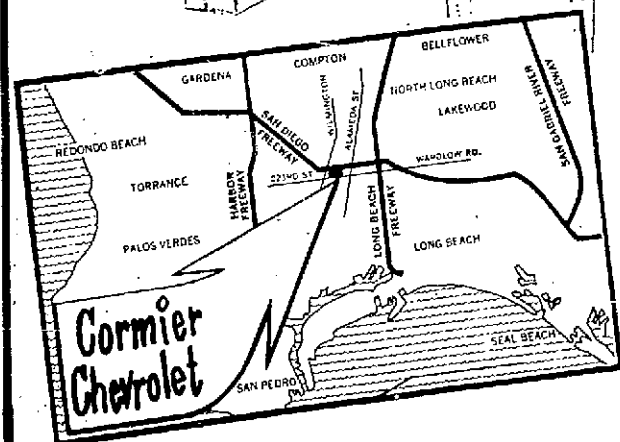 BELLFLOWER
COMPTON
GARDENA
NORTH LONG BEACH
LAKEWOOD
SAN GABRIEL RIVER
FREEWAY
WILMINGTON
ALAMEDA ST
SAN DIEGO
FREEWAY
REDONDO BEACH
WARDLOW RD.
223RD ST
TORRANCE
HARBOR
FREEWAY
PALOS VERDES
LONG BEACH
FREEWAY
LONG BEACH
Cormier
Chevrolet
SAN PEDRO
SEAL BEACH